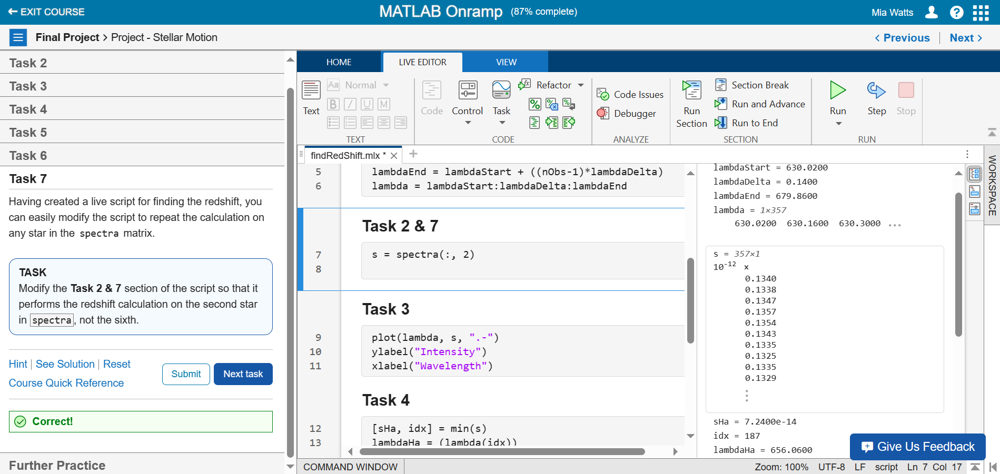 EXIT COURSE
MATLAB Onramp (87% complete)
Mia Watts
Final Project > Project - Stellar Motion
< Previous | Next >
Task 2
Task 3
Task 4
Task 5
Task 6
Task 7
Having created a live script for finding the redshift, you
can easily modify the script to repeat the calculation on
any star in the spectra matrix.
TASK
Modify the Task 2 & 7 section of the script so that it
performs the redshift calculation on the second star
in spectra, not the sixth.
Hint | See Solution | Reset
Course Quick Reference
Submit
Next task
Correct!
Further Practice
HOME
LIVE EDITOR
VIEW
Text
Aa Normal
B I U M
TEXT
Code
Control
Task
Refactor
CODE
Code Issues
Debugger
ANALYZE
Run
Section
Section Break
Run and Advance
Run to End
SECTION
Run
Step
Stop
RUN
findRedShift.mlx *
5 lambdaEnd = lambdaStart + ((nObs-1)*lambdaDelta)
6 lambda = lambdaStart:lambdaDelta:lambdaEnd
Task 2 & 7
7 s = spectra(:, 2)
8
Task 3
9 plot(lambda, s, ".-")
10 ylabel("Intensity")
11 xlabel("Wavelength")
Task 4
12 [sHa, idx] = min(s)
13 lambdaHa = (lambda(idx))
lambdaStart = 630.0200
lambdaDelta = 0.1400
lambdaEnd = 679.8600
lambda = 1×357
630.0200 630.1600 630.3000 ...
s = 357×1
10-12 x
0.1340
0.1338
0.1347
0.1357
0.1354
0.1343
0.1335
0.1325
0.1335
0.1329
sHa = 7.2400e-14
idx = 187
lambdaHa = 656.0600
WORKSPACE
Give Us Feedback
COMMAND WINDOW
Zoom: 100% UTF-8 LF script Ln 7 Col 17